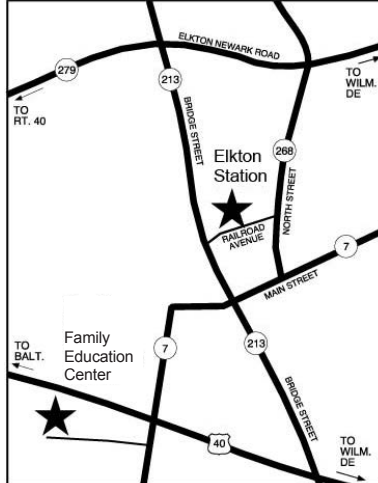 ELKTON NEWARK ROAD
279
213
TO
WILM.
DE
TO
RT. 40
BRIDGE STREET
268
Elkton
Station
NORTH STREET
RAILROAD
AVENUE
7
MAIN STREET
Family
Education
Center
TO
BALT.
7
213
BRIDGE STREET
40
TO
WILM.
DE